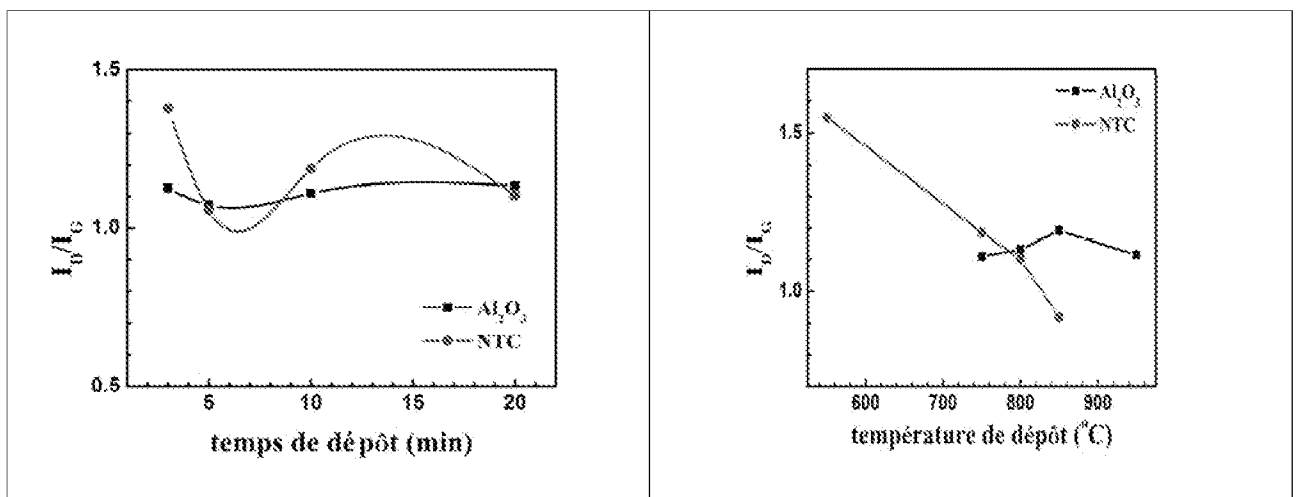 1.5
1.0
0.5
I_D/I_G
Al₂O₃
NTC
5 10 15 20
temps de dépôt (min)
1.5
1.0
I_D/I_G
Al₂O₃
NTC
600 700 800 900
température de dépôt (°C)